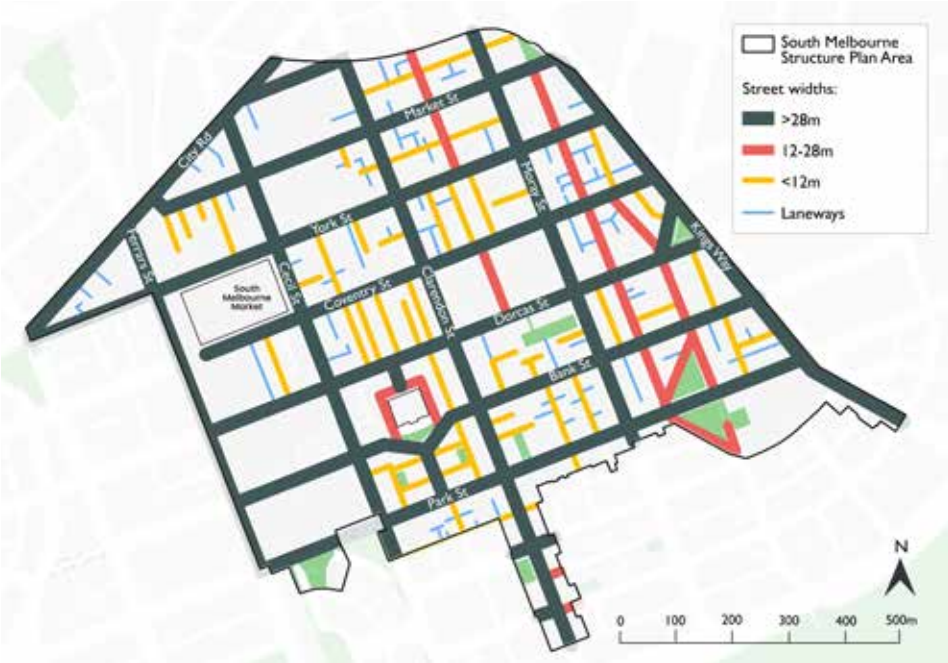 South Melbourne
Structure Plan Area
Street widths:
>28m
12-28m
<12m
Laneways
City Rd
Market St
York St
Moray St
Ferrars St
Cecil St
South
Melbourne
Market
Coventry St
Clarendon St
Kings Way
Dorcas St
Bank St
Park St
N
0 100 200 300 400 500m